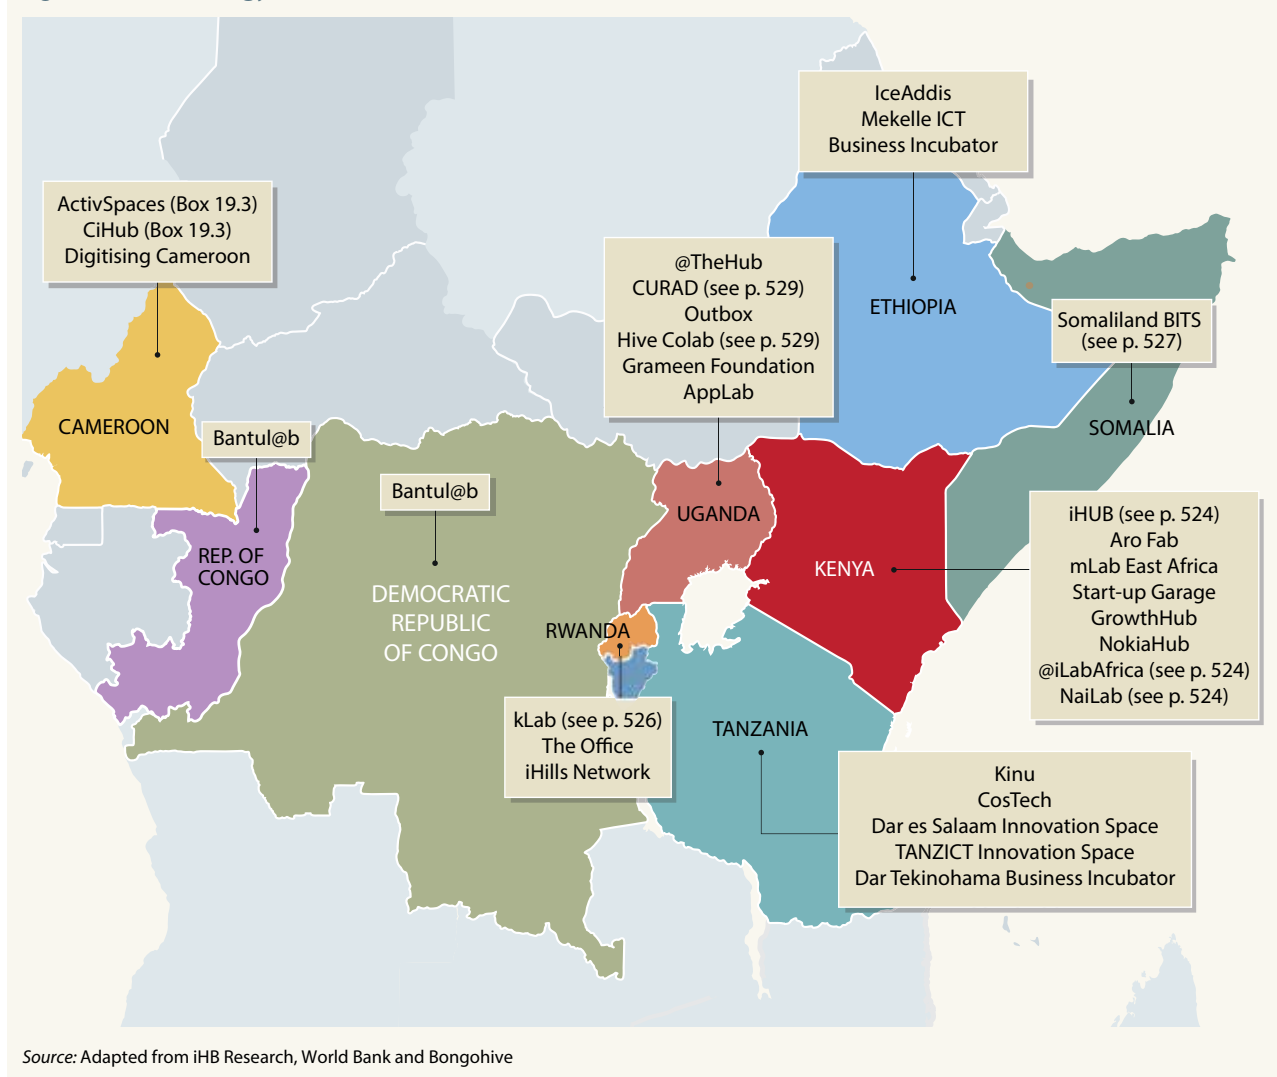 IceAddis
Mekelle ICT
Business Incubator
ActivSpaces (Box 19.3)
CiHub (Box 19.3)
Digitising Cameroon
@TheHub
CURAD (see p. 529)
Outbox
Hive Colab (see p. 529)
Grameen Foundation
AppLab
ETHIOPIA
Somaliland BITS
(see p. 527)
CAMEROON
Bantul@b
SOMALIA
Bantul@b
UGANDA
iHUB (see p. 524)
Aro Fab
mLab East Africa
Start-up Garage
GrowthHub
NokiaHub
@iLabAfrica (see p. 524)
NaiLab (see p. 524)
REP. OF
CONGO
KENYA
DEMOCRATIC
REPUBLIC
OF CONGO
RWANDA
kLab (see p. 526)
The Office
iHills Network
TANZANIA
Kinu
CosTech
Dar es Salaam Innovation Space
TANZICT Innovation Space
Dar Tekinohama Business Incubator
Source: Adapted from iHB Research, World Bank and Bongohive